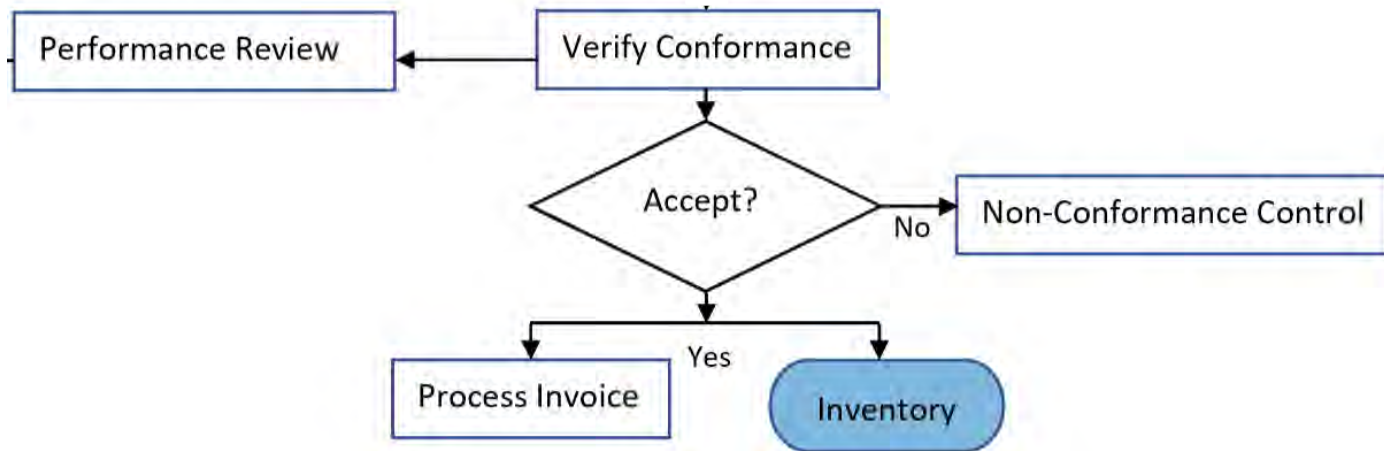 Performance Review
Verify Conformance
Accept?
No
Non-Conformance Control
Yes
Process Invoice
Inventory